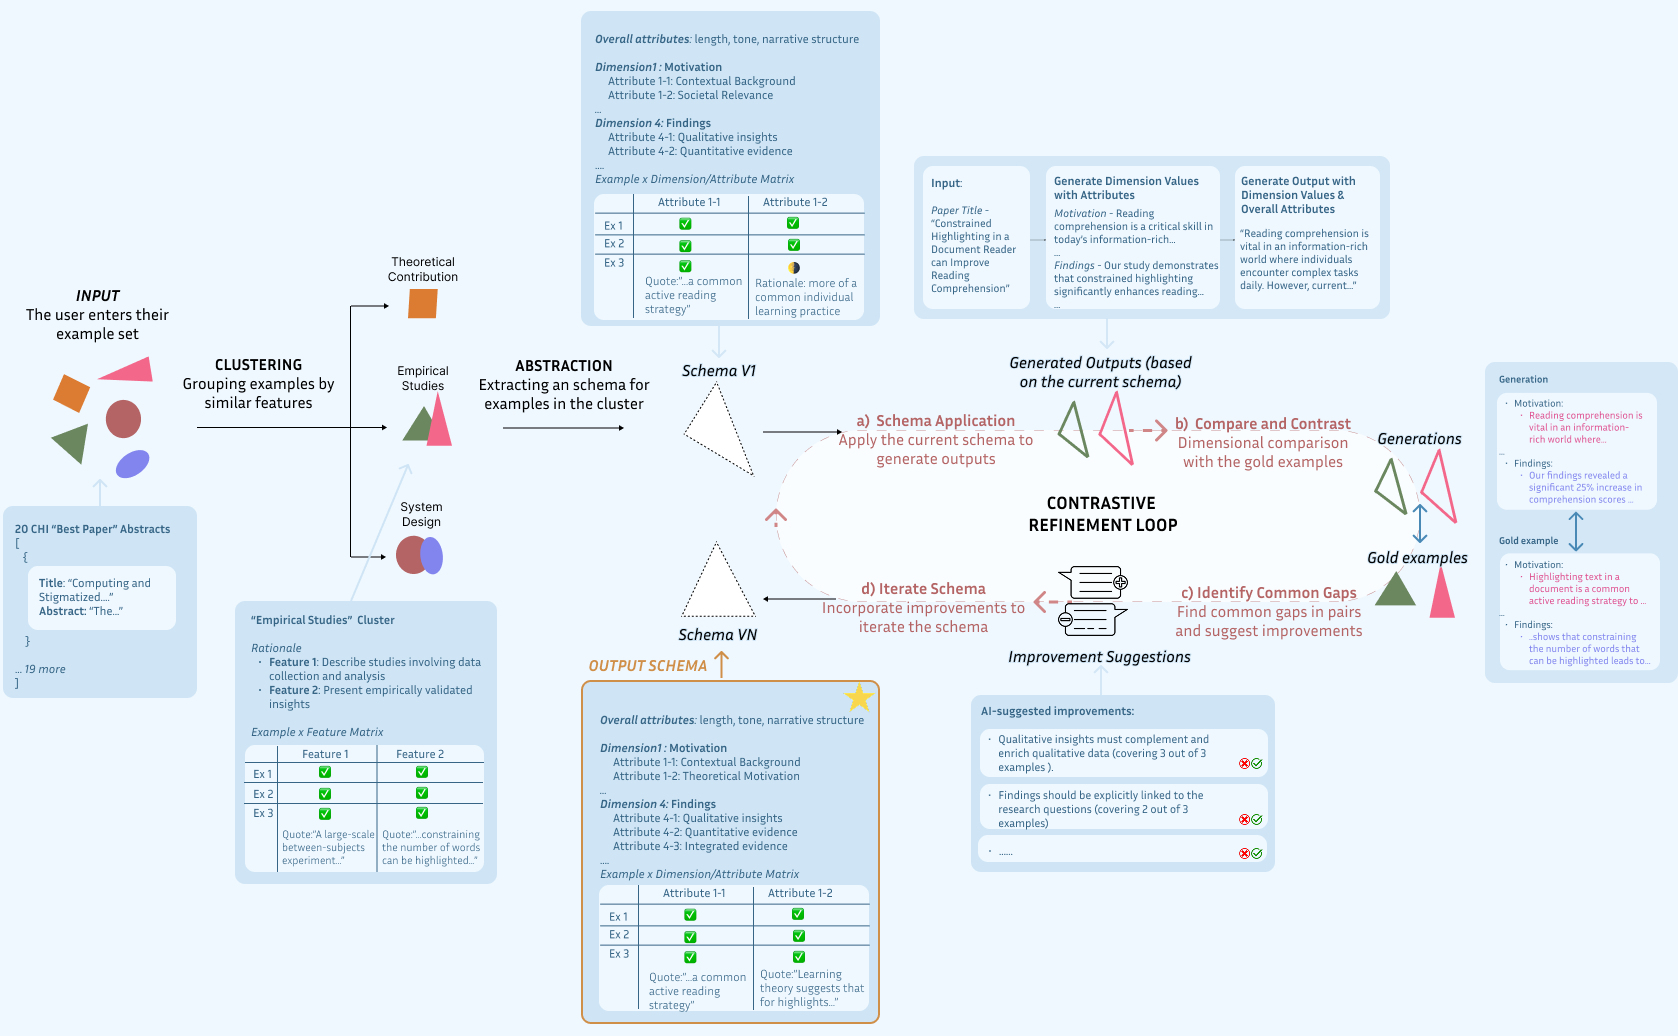 INPUT
The user enters their
example set
20 CHI “Best Paper” Abstracts
[
{
Title: “Computing and
Stigmatized....”
Abstract: “The...”
}
... 19 more
]
CLUSTERING
Grouping examples by
similar features
Theoretical
Contribution
Empirical
Studies
System
Design
“Empirical Studies” Cluster
Rationale
· Feature 1: Describe studies involving data
collection and analysis
· Feature 2: Present empirically validated
insights
Example x Feature Matrix
Feature 1 Feature 2
Ex 1 ✅ ✅
Ex 2 ✅ ✅
Ex 3 ✅ ✅
Quote:“A large-scale
between-subjects
experiment...”
Quote:“...constraining
the number of words
can be highlighted...”
ABSTRACTION
Extracting an schema for
examples in the cluster
Overall attributes: length, tone, narrative structure
Dimension1 : Motivation
Attribute 1-1: Contextual Background
Attribute 1-2: Societal Relevance
...
Dimension 4: Findings
Attribute 4-1: Qualitative insights
Attribute 4-2: Quantitative evidence
....
Example x Dimension/Attribute Matrix
Attribute 1-1 Attribute 1-2
Ex 1 ✅ ✅
Ex 2 ✅ ✅
Ex 3 ✅ 🌗
Quote:“...a common
active reading
strategy”
Rationale: more of a
common individual
learning practice
Schema V1
a) Schema Application
Apply the current schema to
generate outputs
Input:
Paper Title -
“Constrained
Highlighting in a
Document Reader
can Improve
Reading
Comprehension”
Generate Dimension Values
with Attributes
Motivation - Reading
comprehension is a critical skill in
today’s information-rich...
...
Findings - Our study demonstrates
that constrained highlighting
significantly enhances reading...
...
Generate Output with
Dimension Values &
Overall Attributes
“Reading comprehension is
vital in an information-rich
world where individuals
encounter complex tasks
daily. However, current...”
Generated Outputs (based
on the current schema)
b) Compare and Contrast
Dimensional comparison
with the gold examples
Generations
Gold examples
Generation
· Motivation:
· Reading comprehension is
vital in an information-
rich world where...
...
· Findings:
· Our findings revealed a
significant 25% increase in
comprehension scores ...
Gold example
· Motivation:
· Highlighting text in a
document is a common
active reading strategy to ...
...
· Findings:
· ..shows that constraining
the number of words that
can be highlighted leads to...
CONTRASTIVE
REFINEMENT LOOP
c) Identify Common Gaps
Find common gaps in pairs
and suggest improvements
Improvement Suggestions
AI-suggested improvements:
· Qualitative insights must complement and
enrich qualitative data (covering 3 out of 3
examples ).
· Findings should be explicitly linked to the
research questions (covering 2 out of 3
examples)
· ......
d) Iterate Schema
Incorporate improvements to
iterate the schema
Schema VN
OUTPUT SCHEMA
Overall attributes: length, tone, narrative structure
Dimension1 : Motivation
Attribute 1-1: Contextual Background
Attribute 1-2: Theoretical Motivation
...
Dimension 4: Findings
Attribute 4-1: Qualitative insights
Attribute 4-2: Quantitative evidence
Attribute 4-3: Integrated evidence
....
Example x Dimension/Attribute Matrix
Attribute 1-1 Attribute 1-2
Ex 1 ✅ ✅
Ex 2 ✅ ✅
Ex 3 ✅ ✅
Quote:“...a common
active reading
strategy”
Quote:“Learning
theory suggests that
for highlights...”